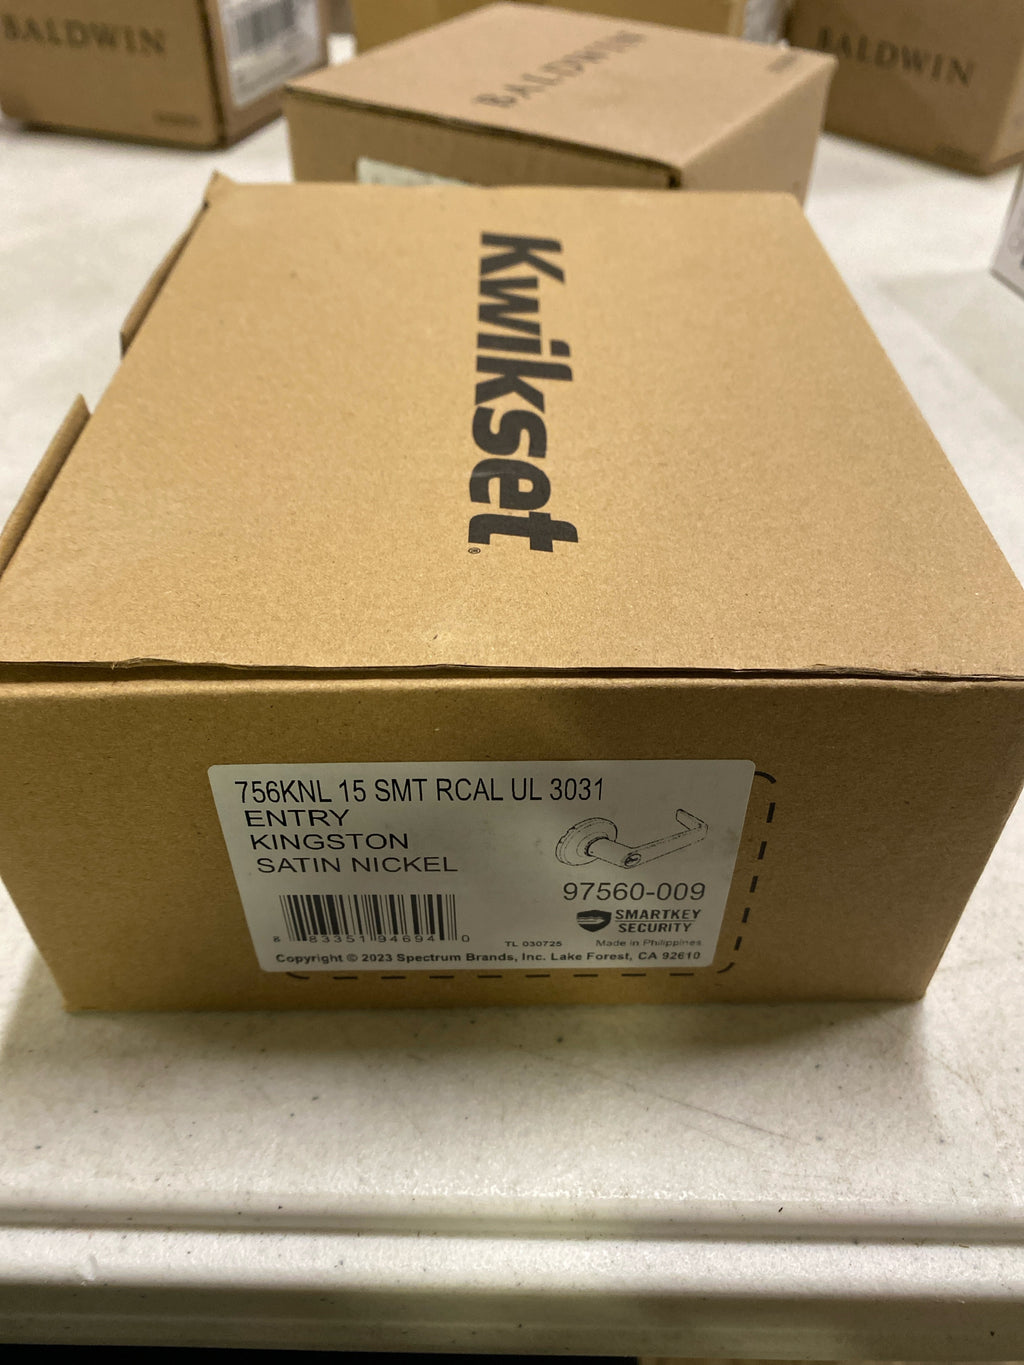 BALDWIN
BALDWIN
BALDWIN
Kwikset®
756KNL 15 SMT RCAL UL 3031
ENTRY
KINGSTON
SATIN NICKEL
97560-009
SMARTKEY
SECURITY
8 83351 94694 0
TL 030725
Made in Philippines
Copyright © 2023 Spectrum Brands, Inc. Lake Forest, CA 92610